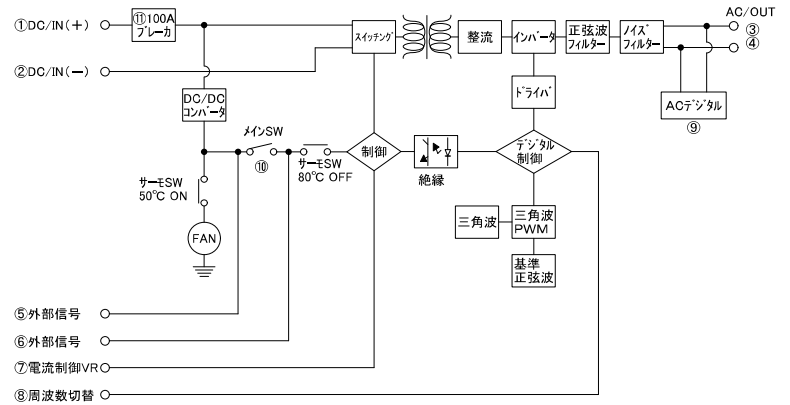 ①DC/IN(+)
⑪100A
ブレーカ
スイッチング
整流
インバータ
正弦波
フィルター
ノイズ
フィルター
AC/OUT
③
④
②DC/IN(−)
DC/DC
コンバータ
ドライバ
ACデジタル
⑨
メインSW
⑩
サーモSW
80℃ OFF
制御
絶縁
デジタル
制御
サーモSW
50℃ ON
FAN
三角波
三角波
PWM
基準
正弦波
⑤外部信号
⑥外部信号
⑦電流制御VR
⑧周波数切替